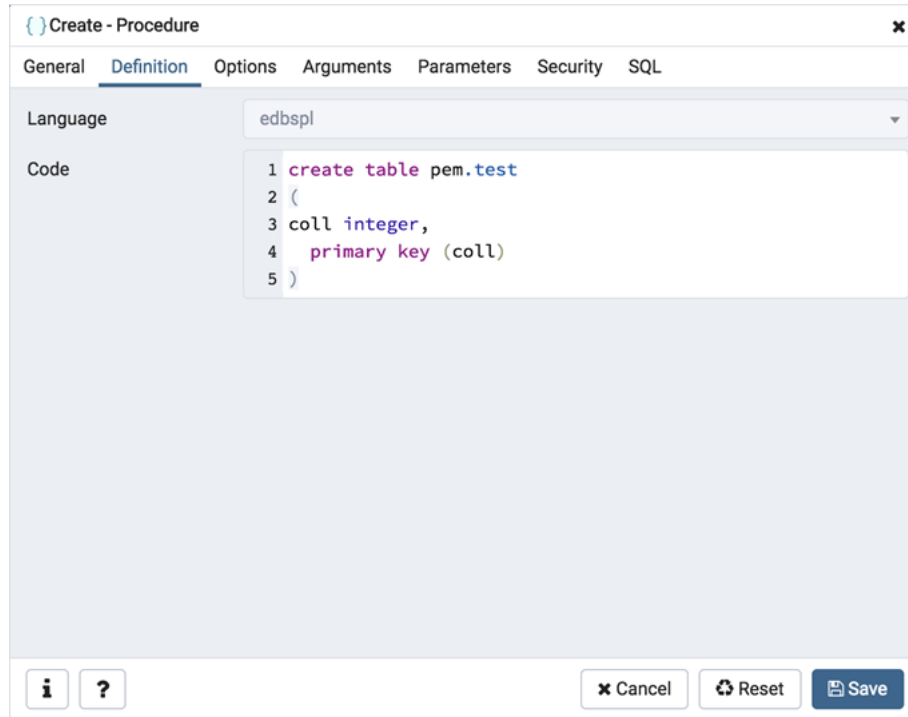 { } Create - Procedure
General Definition Options Arguments Parameters Security SQL
Language edbspl
Code
1 create table pem.test
2 (
3 coll integer,
4   primary key (coll)
5 )
i ? Cancel Reset Save